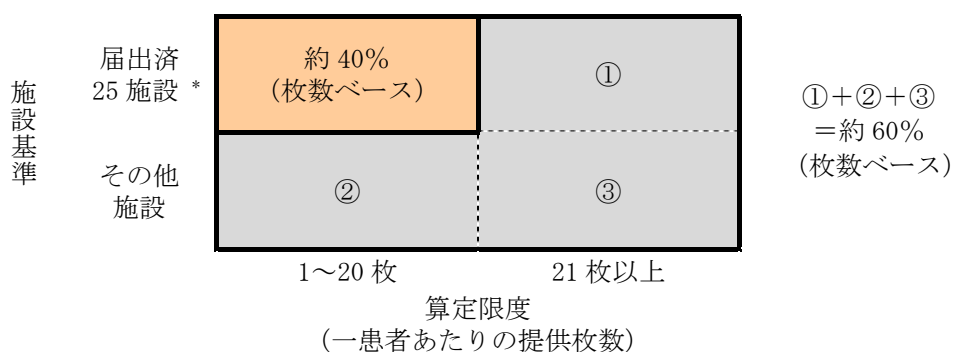 施設基準
届出済
25 施設 *
約 40%
（枚数ベース）
①
その他
施設
②
③
①＋②＋③
＝約 60%
（枚数ベース）
1～20 枚
21 枚以上
算定限度
（一患者あたりの提供枚数）